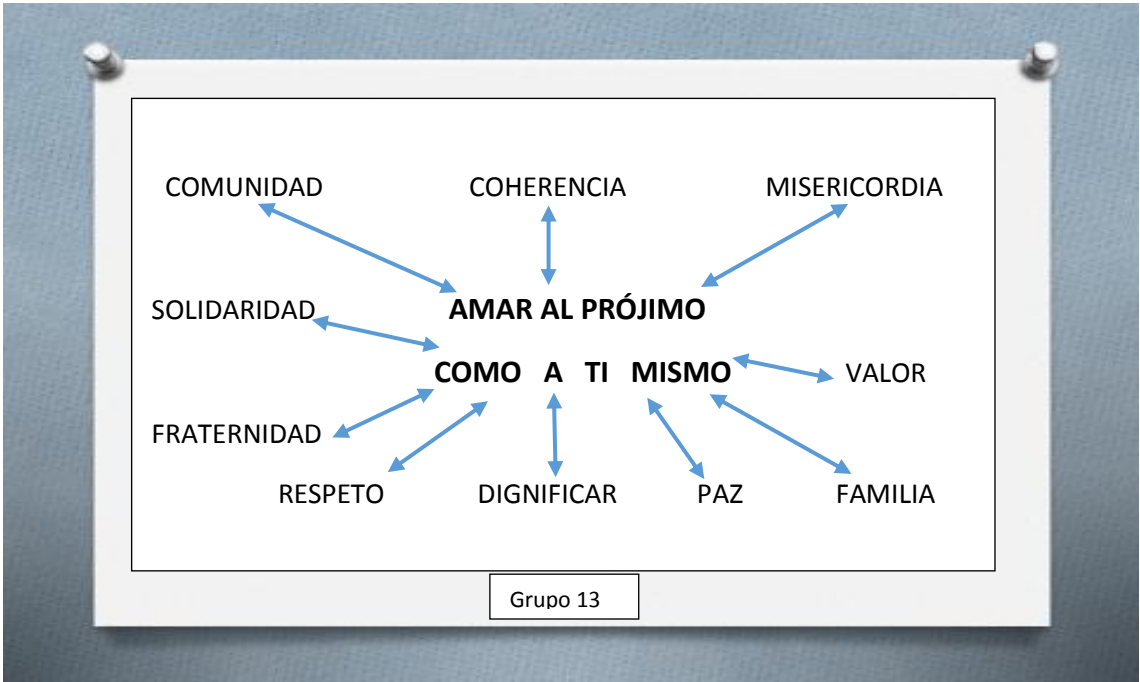 COMUNIDAD COHERENCIA MISERICORDIA
SOLIDARIDAD AMAR AL PRÓJIMO
COMO A TI MISMO VALOR
FRATERNIDAD
RESPETO DIGNIFICAR PAZ FAMILIA
Grupo 13